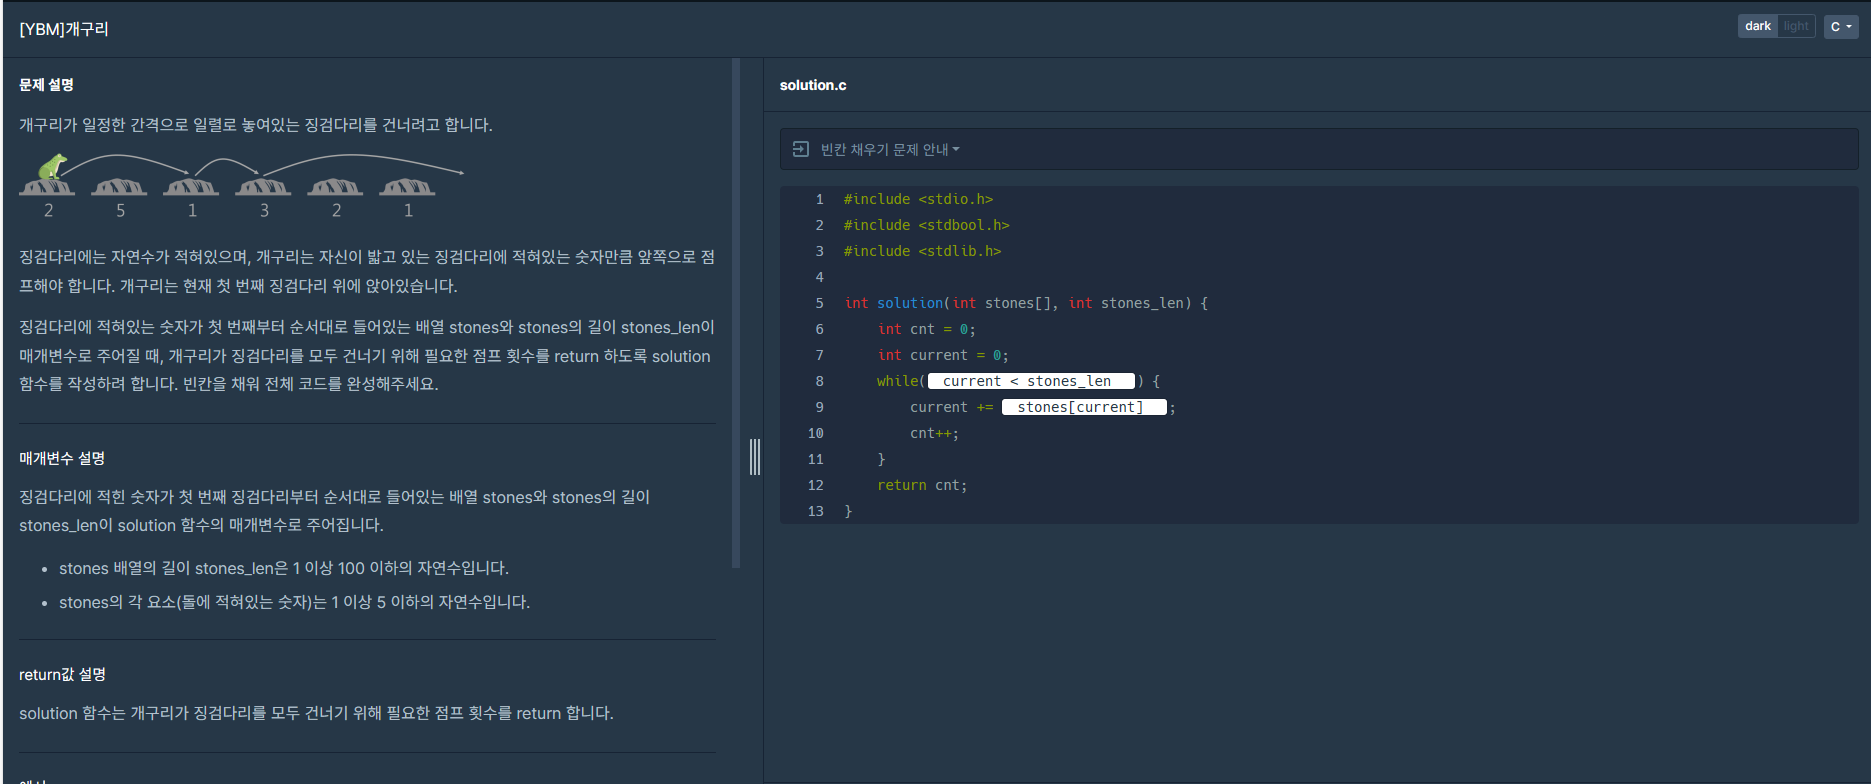 [YBM]개구리
dark light C
문제 설명
개구리가 일정한 간격으로 일렬로 놓여있는 징검다리를 건너려고 합니다.
2 5 1 3 2 1
징검다리에는 자연수가 적혀있으며, 개구리는 자신이 밟고 있는 징검다리에 적혀있는 숫자만큼 앞쪽으로 점
프해야 합니다. 개구리는 현재 첫 번째 징검다리 위에 앉아있습니다.
징검다리에 적혀있는 숫자가 첫 번째부터 순서대로 들어있는 배열 stones와 stones의 길이 stones_len이
매개변수로 주어질 때, 개구리가 징검다리를 모두 건너기 위해 필요한 점프 횟수를 return 하도록 solution
함수를 작성하려 합니다. 빈칸을 채워 전체 코드를 완성해주세요.
매개변수 설명
징검다리에 적힌 숫자가 첫 번째 징검다리부터 순서대로 들어있는 배열 stones와 stones의 길이
stones_len이 solution 함수의 매개변수로 주어집니다.
• stones 배열의 길이 stones_len은 1 이상 100 이하의 자연수입니다.
• stones의 각 요소(돌에 적혀있는 숫자)는 1 이상 5 이하의 자연수입니다.
return값 설명
solution 함수는 개구리가 징검다리를 모두 건너기 위해 필요한 점프 횟수를 return 합니다.
solution.c
빈칸 채우기 문제 안내
1 #include <stdio.h>
2 #include <stdbool.h>
3 #include <stdlib.h>
4
5 int solution(int stones[], int stones_len) {
6     int cnt = 0;
7     int current = 0;
8     while( current < stones_len ) {
9         current += stones[current] ;
10         cnt++;
11     }
12     return cnt;
13 }